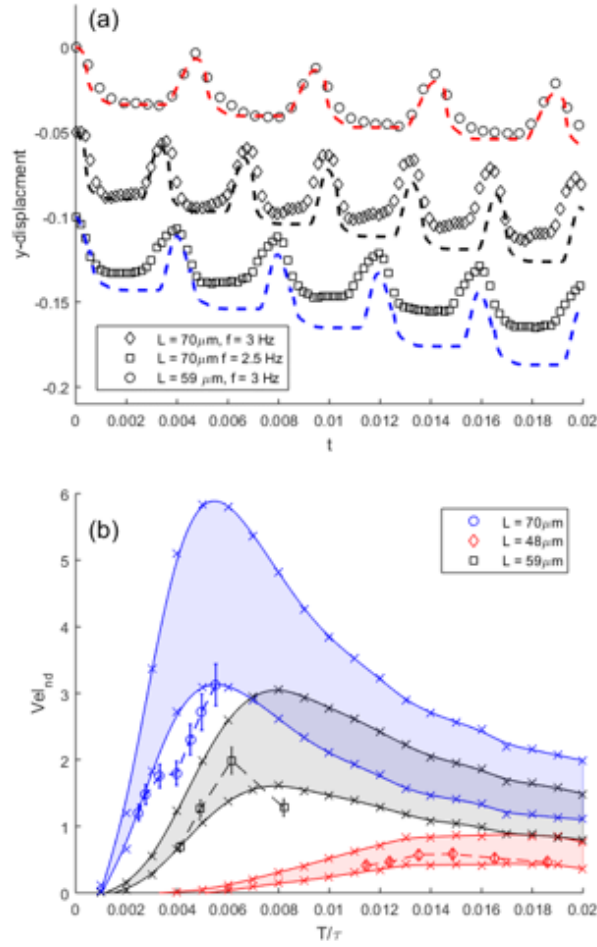 (a)
0
-0.05
-0.1
-0.15
-0.2
y-displacment
L = 70μm, f = 3 Hz
L = 70μm f = 2.5 Hz
L = 59 μm, f = 3 Hz
0 0.002 0.004 0.006 0.008 0.01 0.012 0.014 0.016 0.018 0.02
t
(b)
6
5
4
3
2
1
0
Vel_nd
L = 70μm
L = 48μm
L = 59μm
0 0.002 0.004 0.006 0.008 0.01 0.012 0.014 0.016 0.018 0.02
T/τ